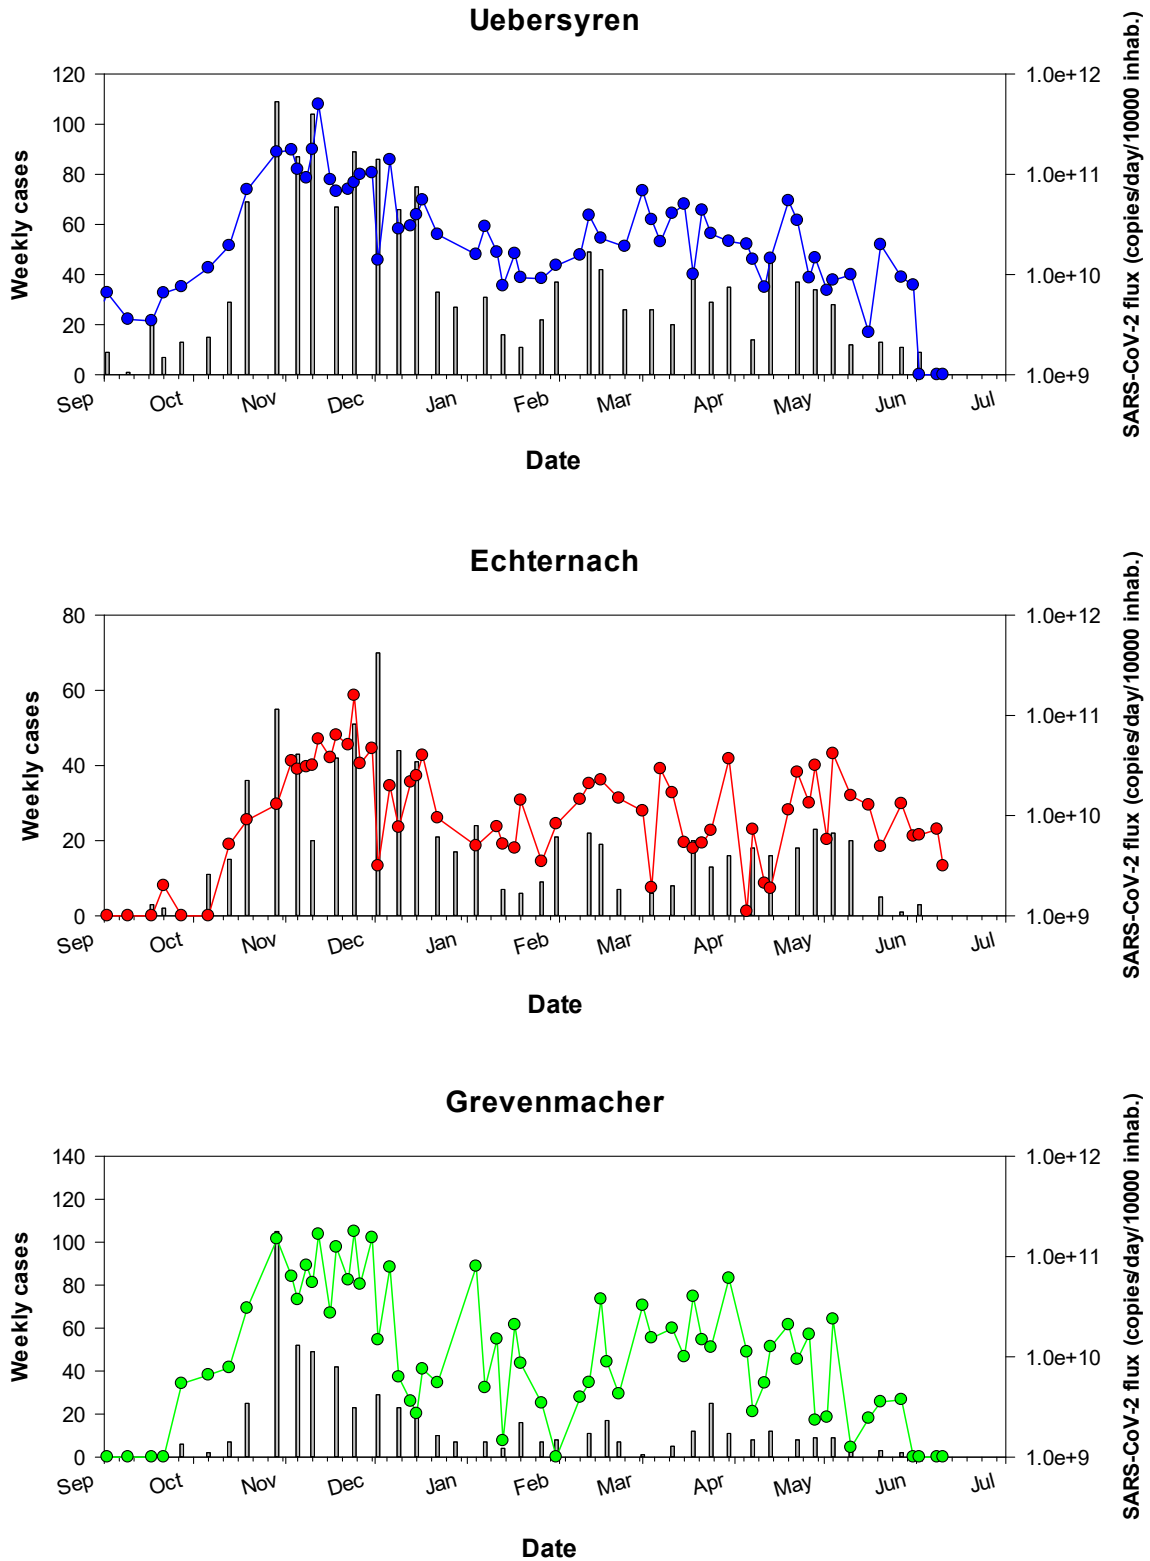 Uebersyren
Weekly cases
120
100
80
60
40
20
0
1.0e+12
1.0e+11
1.0e+10
1.0e+9
SARS-CoV-2 flux (copies/day/10000 inhab.)
Sep Oct Nov Dec Jan Feb Mar Apr May Jun Jul
Date
Echternach
Weekly cases
80
60
40
20
0
1.0e+12
1.0e+11
1.0e+10
1.0e+9
SARS-CoV-2 flux (copies/day/10000 inhab.)
Sep Oct Nov Dec Jan Feb Mar Apr May Jun Jul
Date
Grevenmacher
Weekly cases
140
120
100
80
60
40
20
0
1.0e+12
1.0e+11
1.0e+10
1.0e+9
SARS-CoV-2 flux (copies/day/10000 inhab.)
Sep Oct Nov Dec Jan Feb Mar Apr May Jun Jul
Date